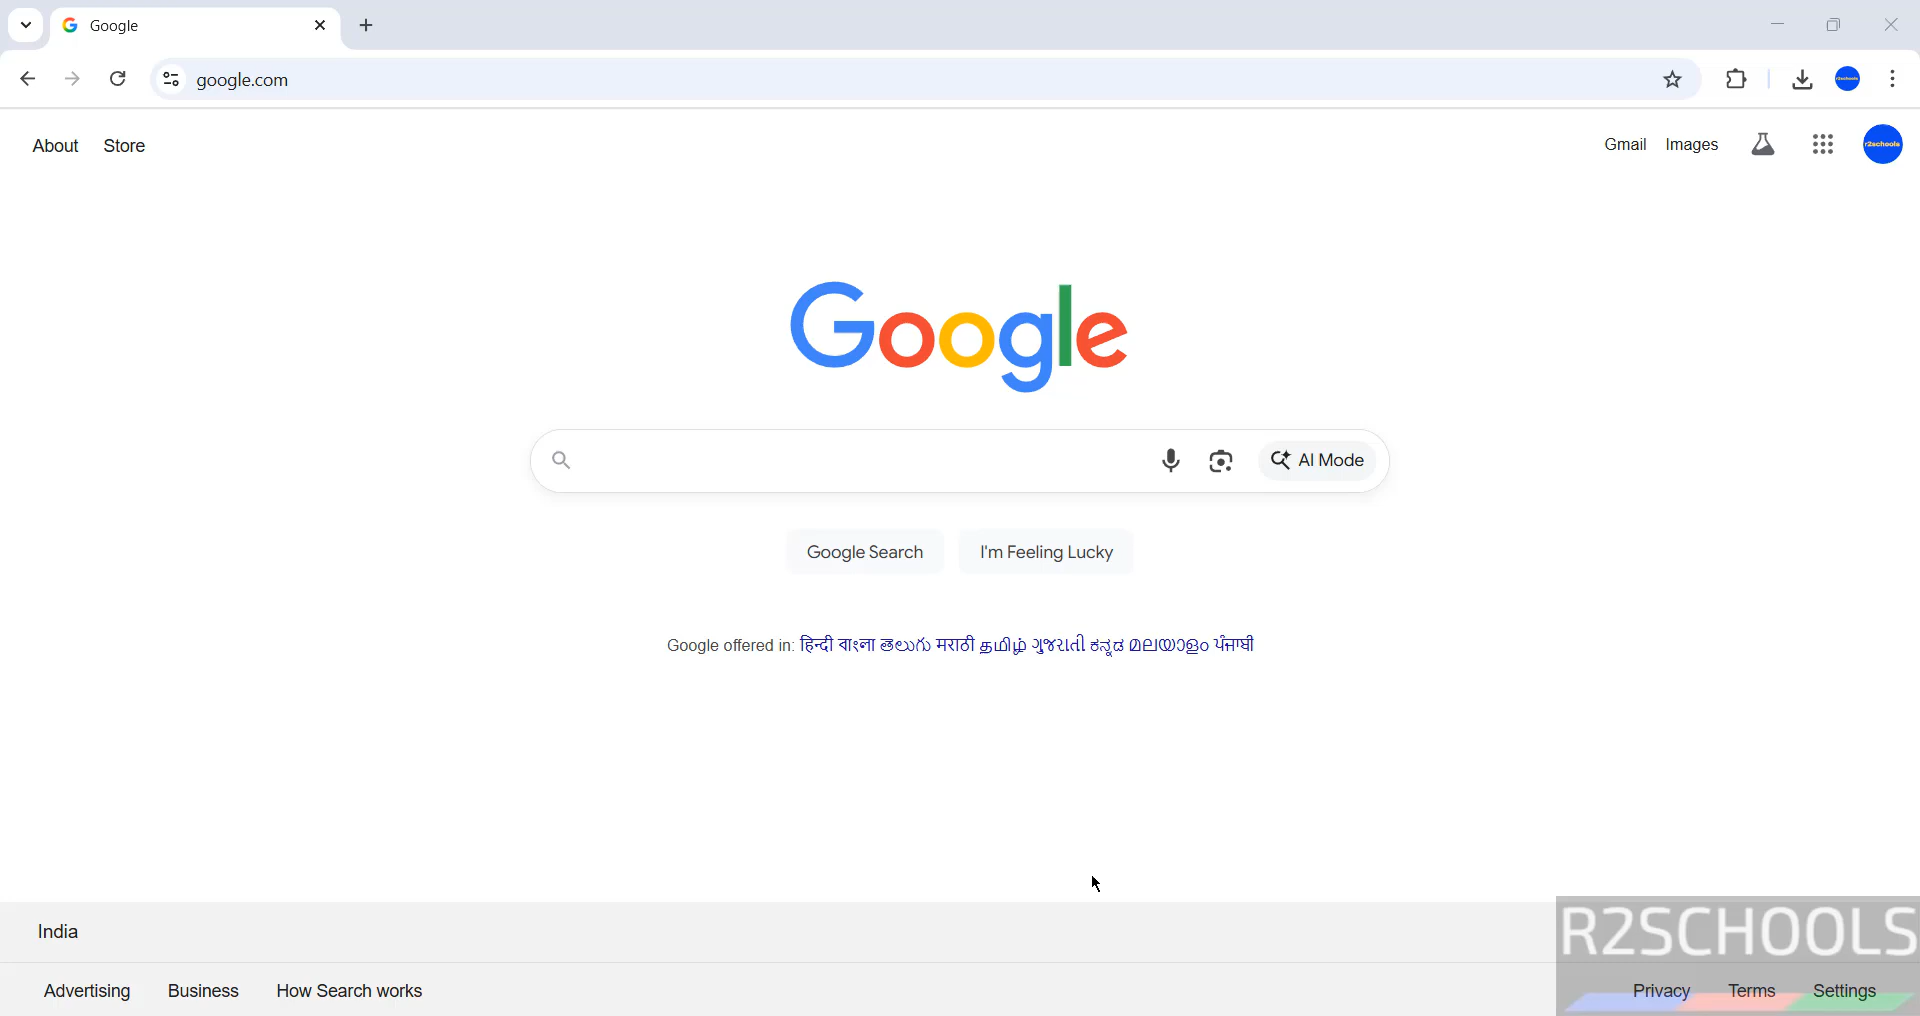 Google
google.com
About Store
Gmail Images
r2schools
Google
AI Mode
Google Search I'm Feeling Lucky
Google offered in: हिन्दी বাংলা తెలుగు मराठी தமிழ் ગુજરાતી ಕನ್ನಡ മലയാളം ਪੰਜਾਬੀ
India
R2SCHOOLS
Advertising Business How Search works
Privacy Terms Settings